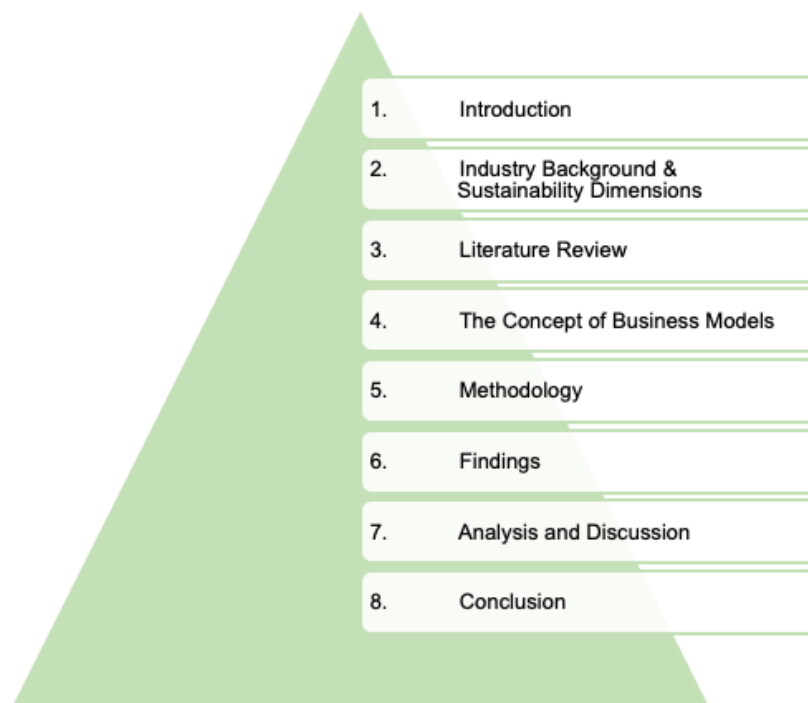 1. Introduction
2. Industry Background &
Sustainability Dimensions
3. Literature Review
4. The Concept of Business Models
5. Methodology
6. Findings
7. Analysis and Discussion
8. Conclusion